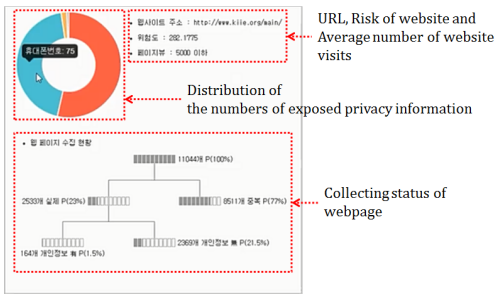 • 웹사이트 주소 : http://www.kiie.org/main/
• 위험도 : 282.1775
• 페이지뷰 : 5000 이하
휴대폰번호: 75
URL, Risk of website and
Average number of website
visits
Distribution of
the numbers of exposed privacy information
• 웹 페이지 수집 현황
11044개 P(100%)
2533개 실제 P(23%)
8511개 중복 P(77%)
164개 개인정보 有 P(1.5%)
2369개 개인정보 無 P(21.5%)
Collecting status of
webpage